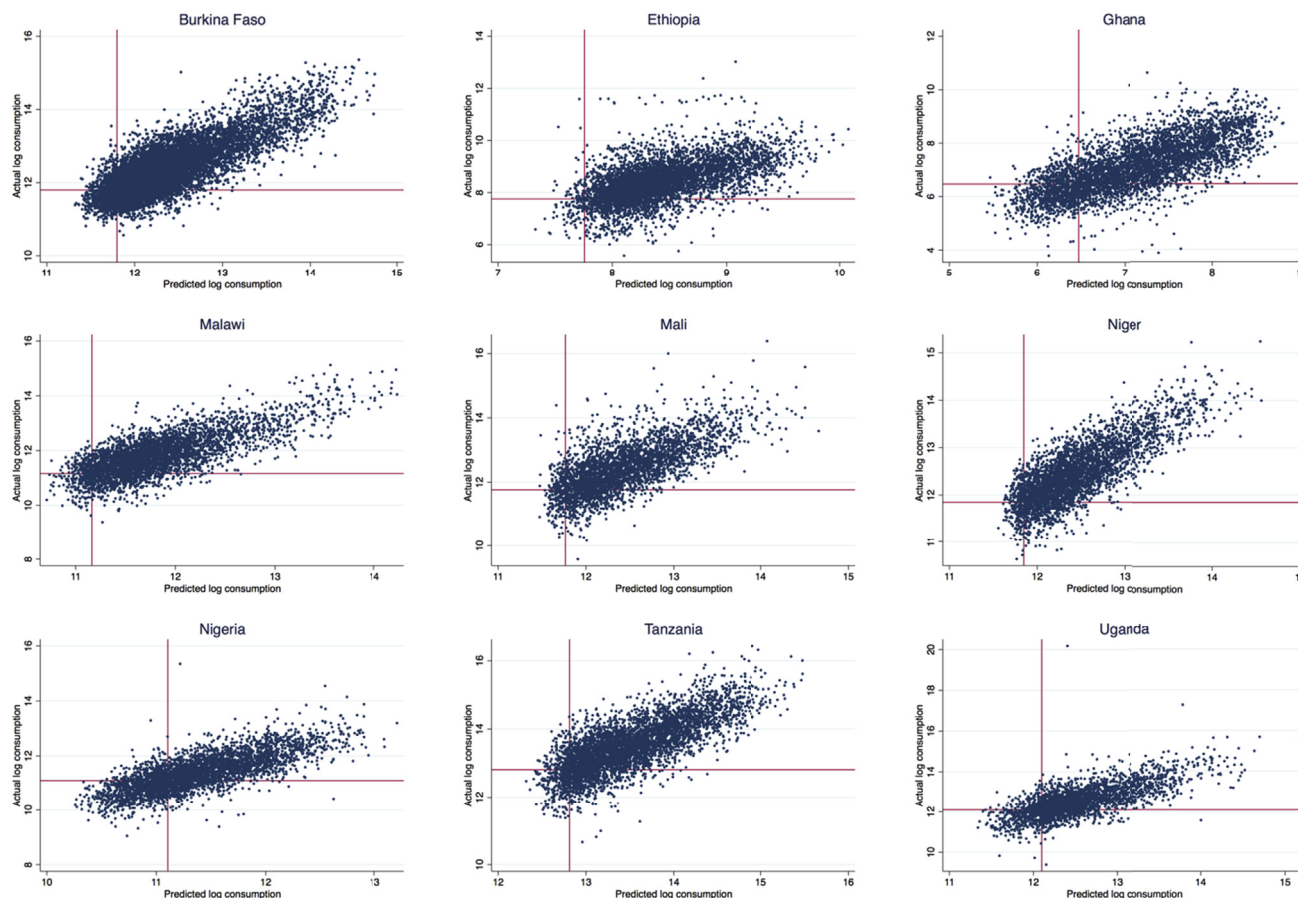 Burkina Faso
Actual log consumption
16
14
12
10
11 12 13 14 15
Predicted log consumption
Ethiopia
Actual log consumption
14
12
10
8
6
7 8 9 10
Predicted log consumption
Ghana
Actual log consumption
12
10
8
6
4
5 6 7 8
Predicted log consumption
Malawi
Actual log consumption
16
14
12
10
8
11 12 13 14
Predicted log consumption
Mali
Actual log consumption
16
14
12
10
11 12 13 14 15
Predicted log consumption
Niger
Actual log consumption
15
14
13
12
11
11 12 13 14
Predicted log consumption
Nigeria
Actual log consumption
16
14
12
10
8
10 11 12 13
Predicted log consumption
Tanzania
Actual log consumption
16
14
12
10
12 13 14 15 16
Predicted log consumption
Uganda
Actual log consumption
20
18
16
14
12
10
11 12 13 14 15
Predicted log consumption